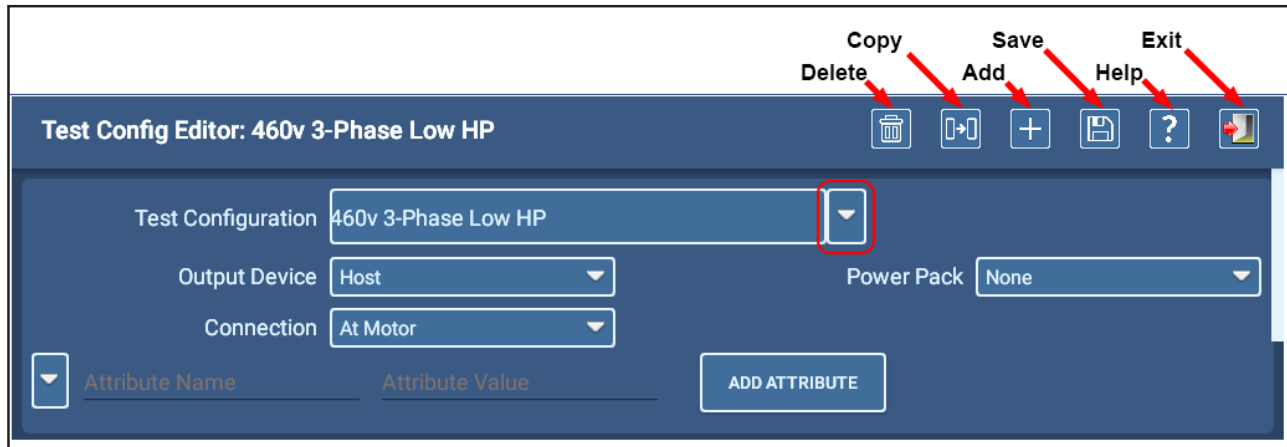 Copy Save Exit
Delete Add Help
Test Config Editor: 460v 3-Phase Low HP
Test Configuration 460v 3-Phase Low HP
Output Device Host Power Pack None
Connection At Motor
Attribute Name Attribute Value ADD ATTRIBUTE